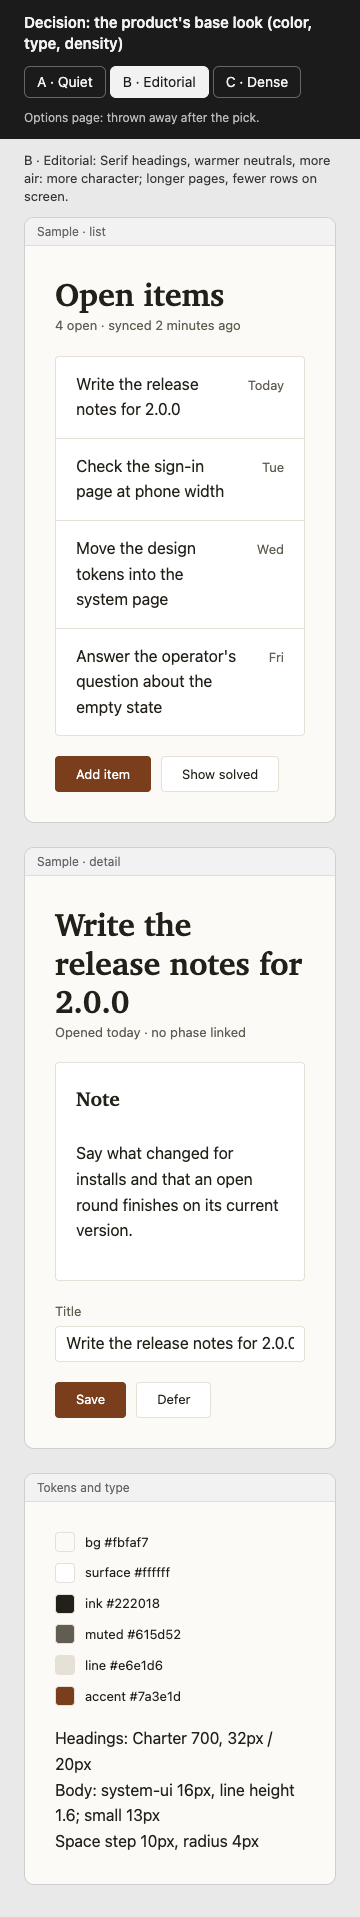 Decision: the product's base look (color,
type, density)
A · Quiet
B · Editorial
C · Dense
Options page: thrown away after the pick.
B · Editorial: Serif headings, warmer neutrals, more
air: more character; longer pages, fewer rows on
screen.
Sample · list
Open items
4 open · synced 2 minutes ago
Write the release
notes for 2.0.0
Today
Check the sign-in
page at phone width
Tue
Move the design
tokens into the
system page
Wed
Answer the operator's
question about the
empty state
Fri
Add item
Show solved
Sample · detail
Write the
release notes for
2.0.0
Opened today · no phase linked
Note
Say what changed for
installs and that an open
round finishes on its current
version.
Title
Write the release notes for 2.0.0
Save
Defer
Tokens and type
bg #fbfaf7
surface #ffffff
ink #222018
muted #615d52
line #e6e1d6
accent #7a3e1d
Headings: Charter 700, 32px /
20px
Body: system-ui 16px, line height
1.6; small 13px
Space step 10px, radius 4px